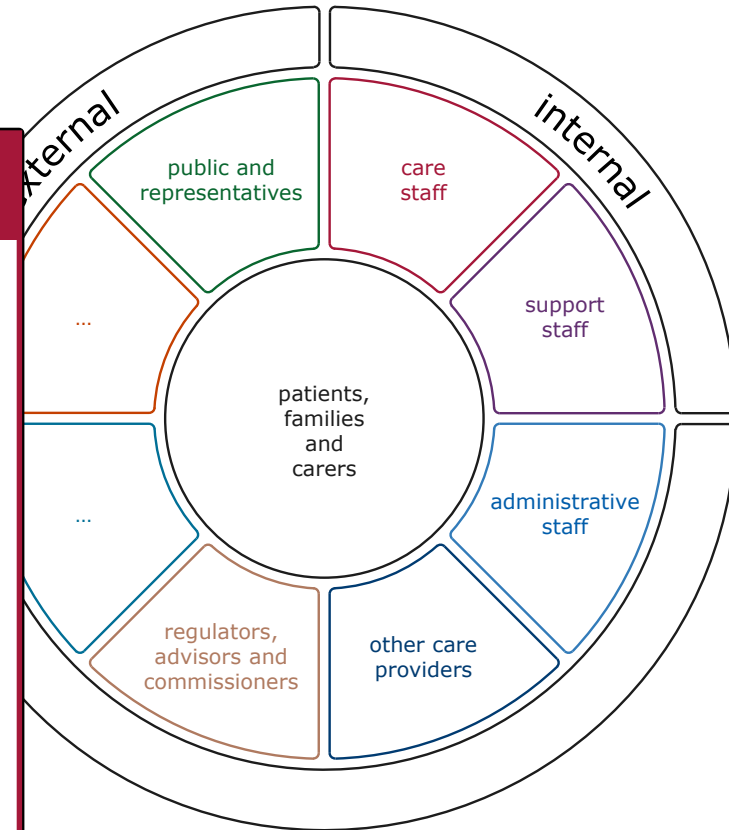 xternal
internal
public and
representatives
care
staff
...
support
staff
patients,
families
and
carers
...
administrative
staff
regulators,
advisors and
commissioners
other care
providers